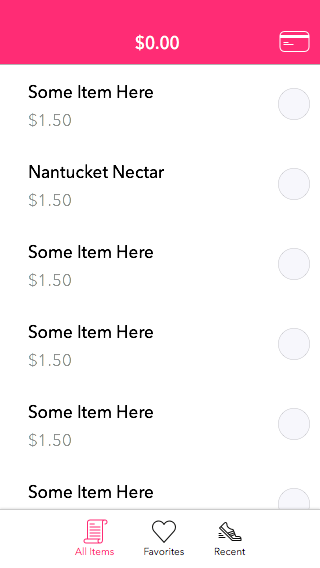 $0.00
Some Item Here
$1.50
Nantucket Nectar
$1.50
Some Item Here
$1.50
Some Item Here
$1.50
Some Item Here
$1.50
Some Item Here
All Items
Favorites
Recent